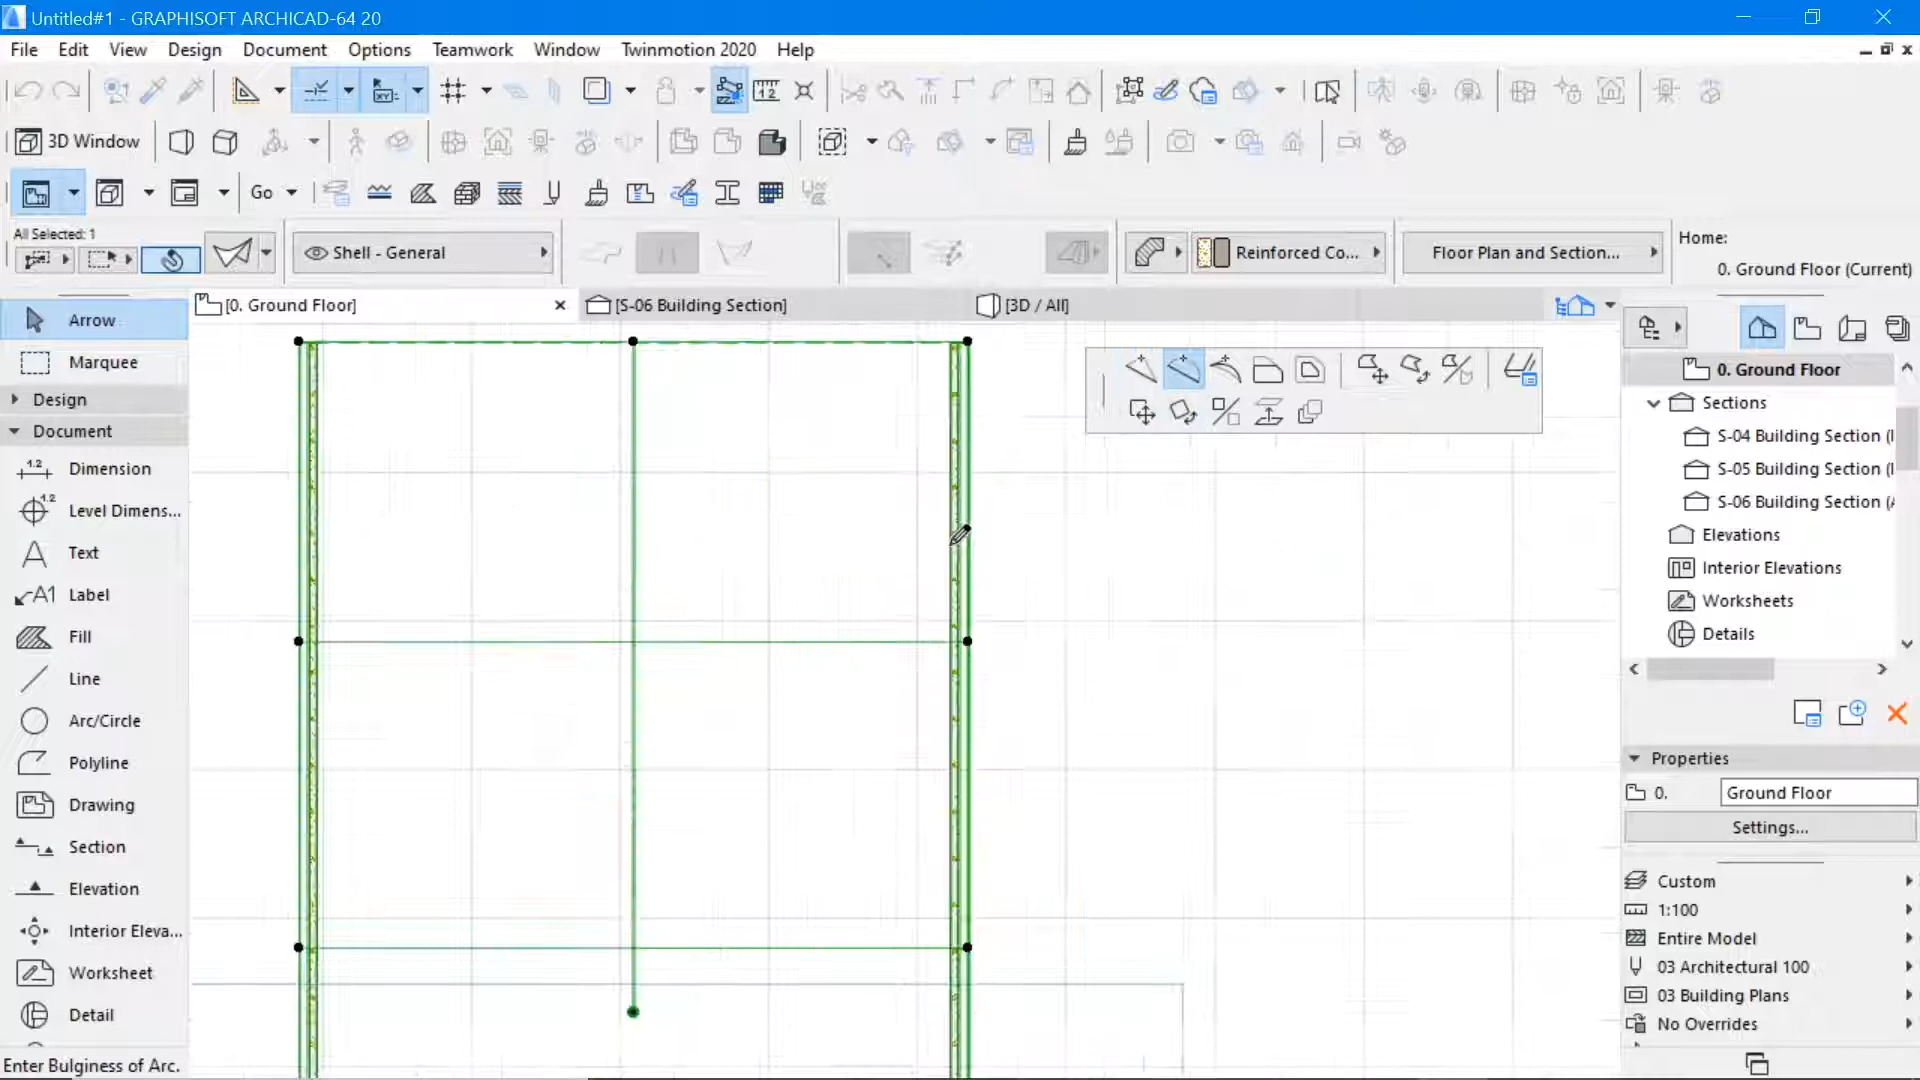 Untitled#1 - GRAPHISOFT ARCHICAD-64 20
File Edit View Design Document Options Teamwork Window Twinmotion 2020 Help
3D Window
Go
All Selected: 1
Shell - General
Reinforced Co...
Floor Plan and Section...
Home:
0. Ground Floor (Current)
Arrow
Marquee
Design
Document
Dimension
Level Dimens...
Text
Label
Fill
Line
Arc/Circle
Polyline
Drawing
Section
Elevation
Interior Eleva...
Worksheet
Detail
Enter Bulginess of Arc.
[0. Ground Floor]
[S-06 Building Section]
[3D / All]
0. Ground Floor
Sections
S-04 Building Section (I
S-05 Building Section (I
S-06 Building Section (A
Elevations
Interior Elevations
Worksheets
Details
Properties
0. Ground Floor
Settings...
Custom
1:100
Entire Model
03 Architectural 100
03 Building Plans
No Overrides